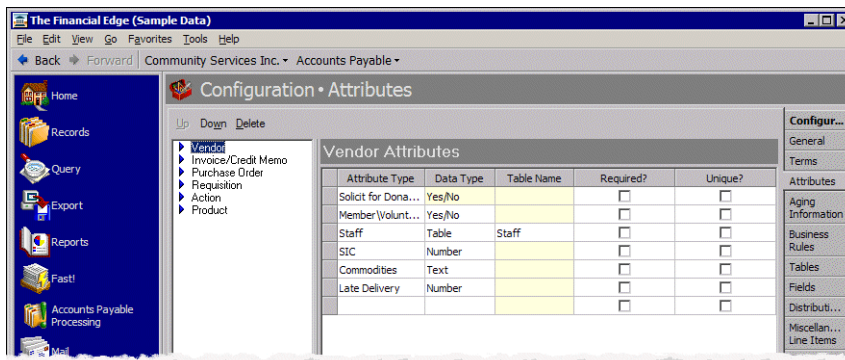 The Financial Edge (Sample Data)
File Edit View Go Favorites Tools Help
Back Forward Community Services Inc. Accounts Payable
Home
Records
Query
Export
Reports
Fast!
Accounts Payable
Processing
Mail
Configuration • Attributes
Up Down Delete
Vendor
Invoice/Credit Memo
Purchase Order
Requisition
Action
Product
Vendor Attributes
Attribute Type Data Type Table Name Required? Unique?
Solicit for Dona... Yes/No
Member\Volunt... Yes/No
Staff Table Staff
SIC Number
Commodities Text
Late Delivery Number
Configur...
General
Terms
Attributes
Aging
Information
Business
Rules
Tables
Fields
Distributi...
Miscellan...
Line Items